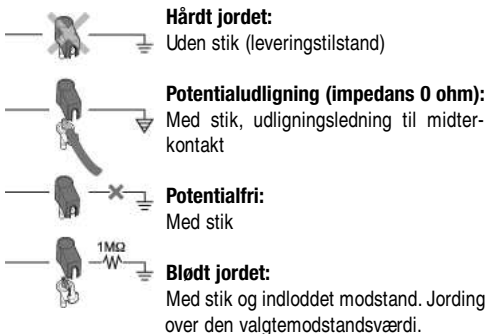 Hårdt jordet:
Uden stik (leveringstilstand)
Potentialudligning (impedans 0 ohm):
Med stik, udligningsledning til midter-
kontakt
Potentialfri:
Med stik
1MΩ
Blødt jordet:
Med stik og indloddet modstand. Jording
over den valgtemodstandsværdi.